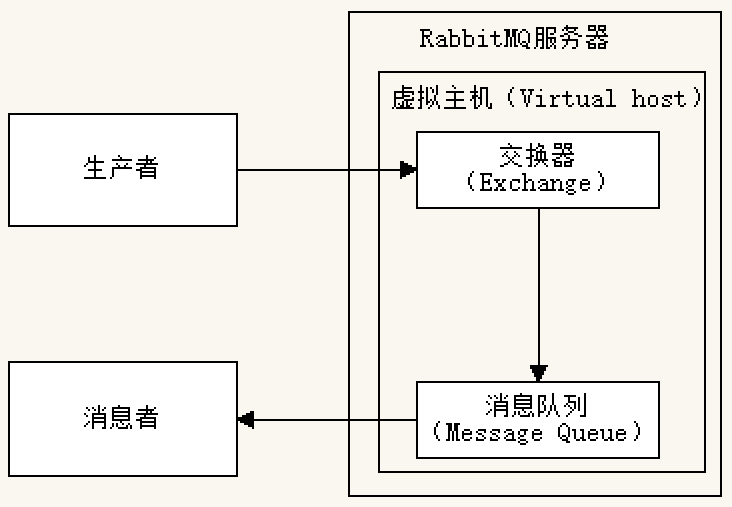 RabbitMQ服务器
虚拟主机（Virtual host）
生产者
交换器
（Exchange）
消息者
消息队列
（Message Queue）